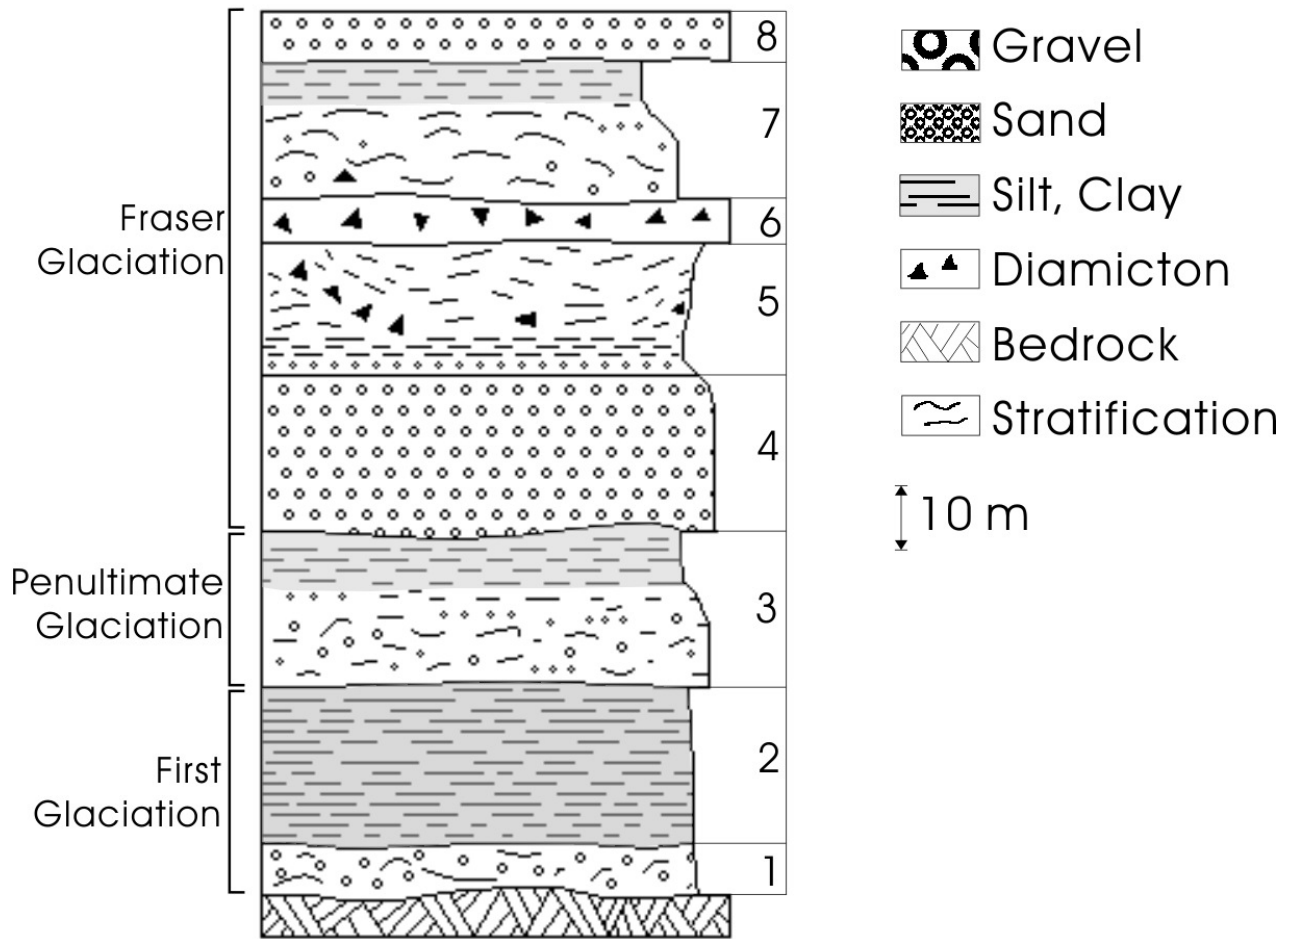 8
7
Fraser
Glaciation
6
5
4
Penultimate
Glaciation
3
First
Glaciation
2
1
Gravel
Sand
Silt, Clay
Diamicton
Bedrock
Stratification
10 m